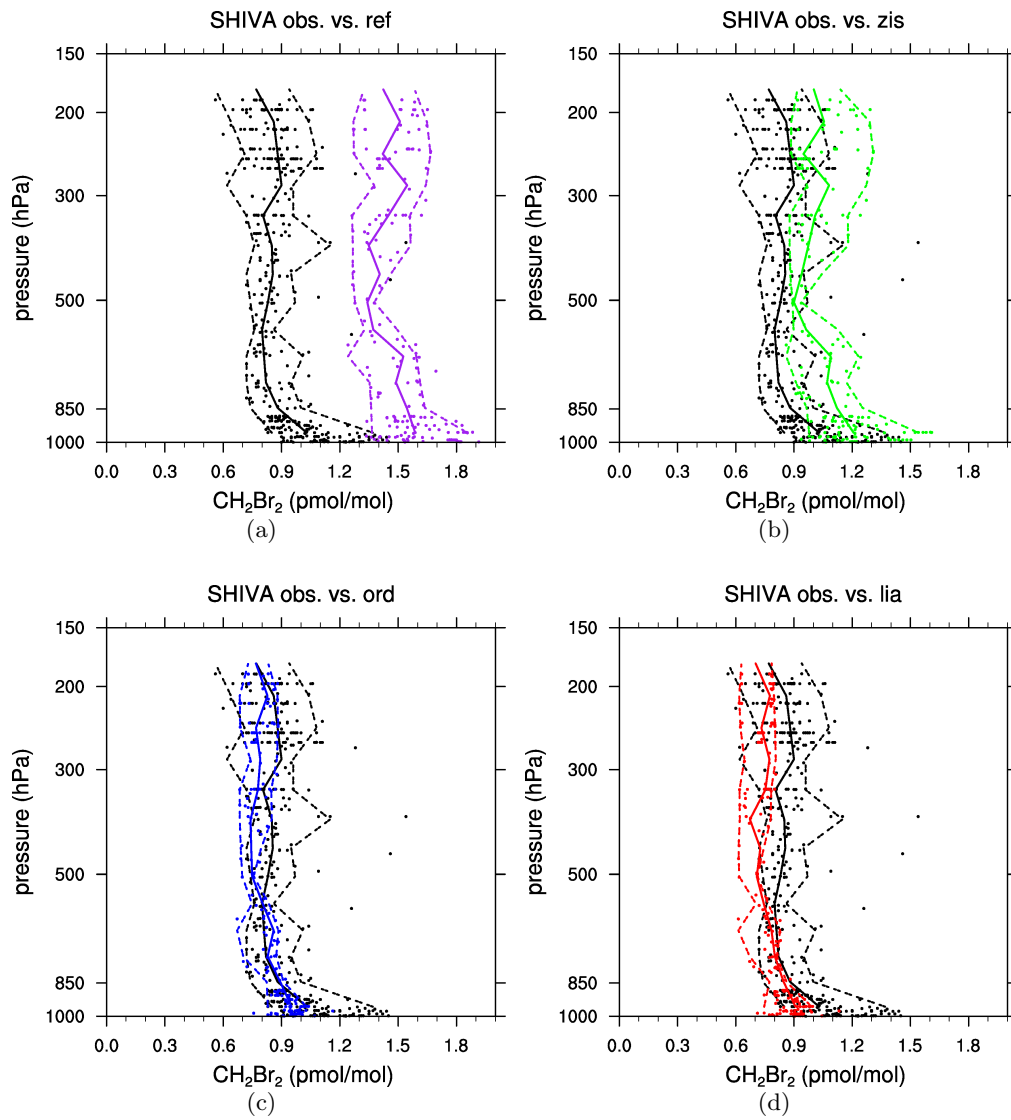 SHIVA obs. vs. ref
150
200
300
500
850
1000
pressure (hPa)
0.0 0.3 0.6 0.9 1.2 1.5 1.8
CH₂Br₂ (pmol/mol)
(a)
SHIVA obs. vs. zis
150
200
300
500
850
1000
pressure (hPa)
0.0 0.3 0.6 0.9 1.2 1.5 1.8
CH₂Br₂ (pmol/mol)
(b)
SHIVA obs. vs. ord
150
200
300
500
850
1000
pressure (hPa)
0.0 0.3 0.6 0.9 1.2 1.5 1.8
CH₂Br₂ (pmol/mol)
(c)
SHIVA obs. vs. lia
150
200
300
500
850
1000
pressure (hPa)
0.0 0.3 0.6 0.9 1.2 1.5 1.8
CH₂Br₂ (pmol/mol)
(d)